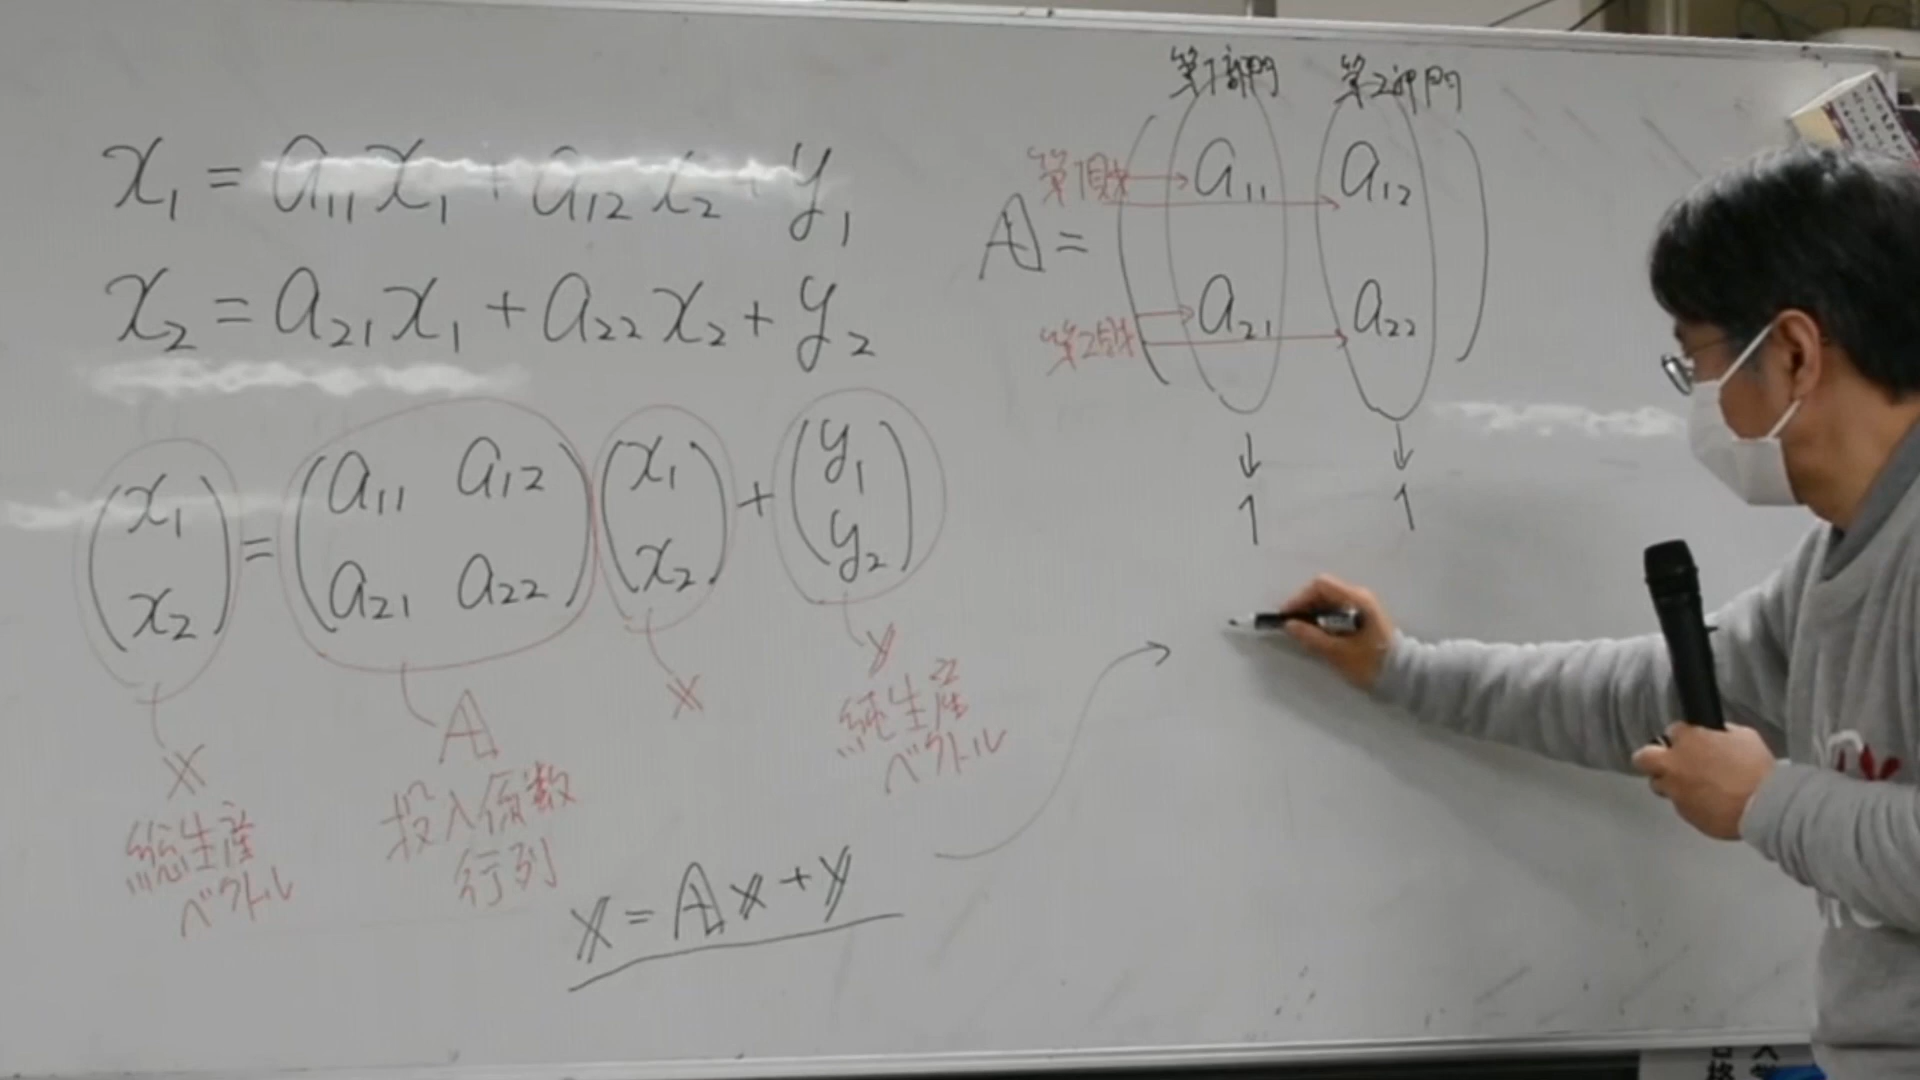 x₁ = a₁₁x₁ + a₁₂x₂ + y₁
x₂ = a₂₁x₁ + a₂₂x₂ + y₂
(x₁ x₂) = (a₁₁ a₁₂ a₂₁ a₂₂) (x₁ x₂) + (y₁ y₂)
𝕩
総生産
ベクトル
𝔸
投入係数
行列
𝕩
𝕪
純生産
ベクトル
𝕩 = 𝔸𝕩 + 𝕪
第1部門 第2部門
第1財 → a₁₁ → a₁₂
𝔸 =
第2財 → a₂₁ → a₂₂
↓ ↓
1 1